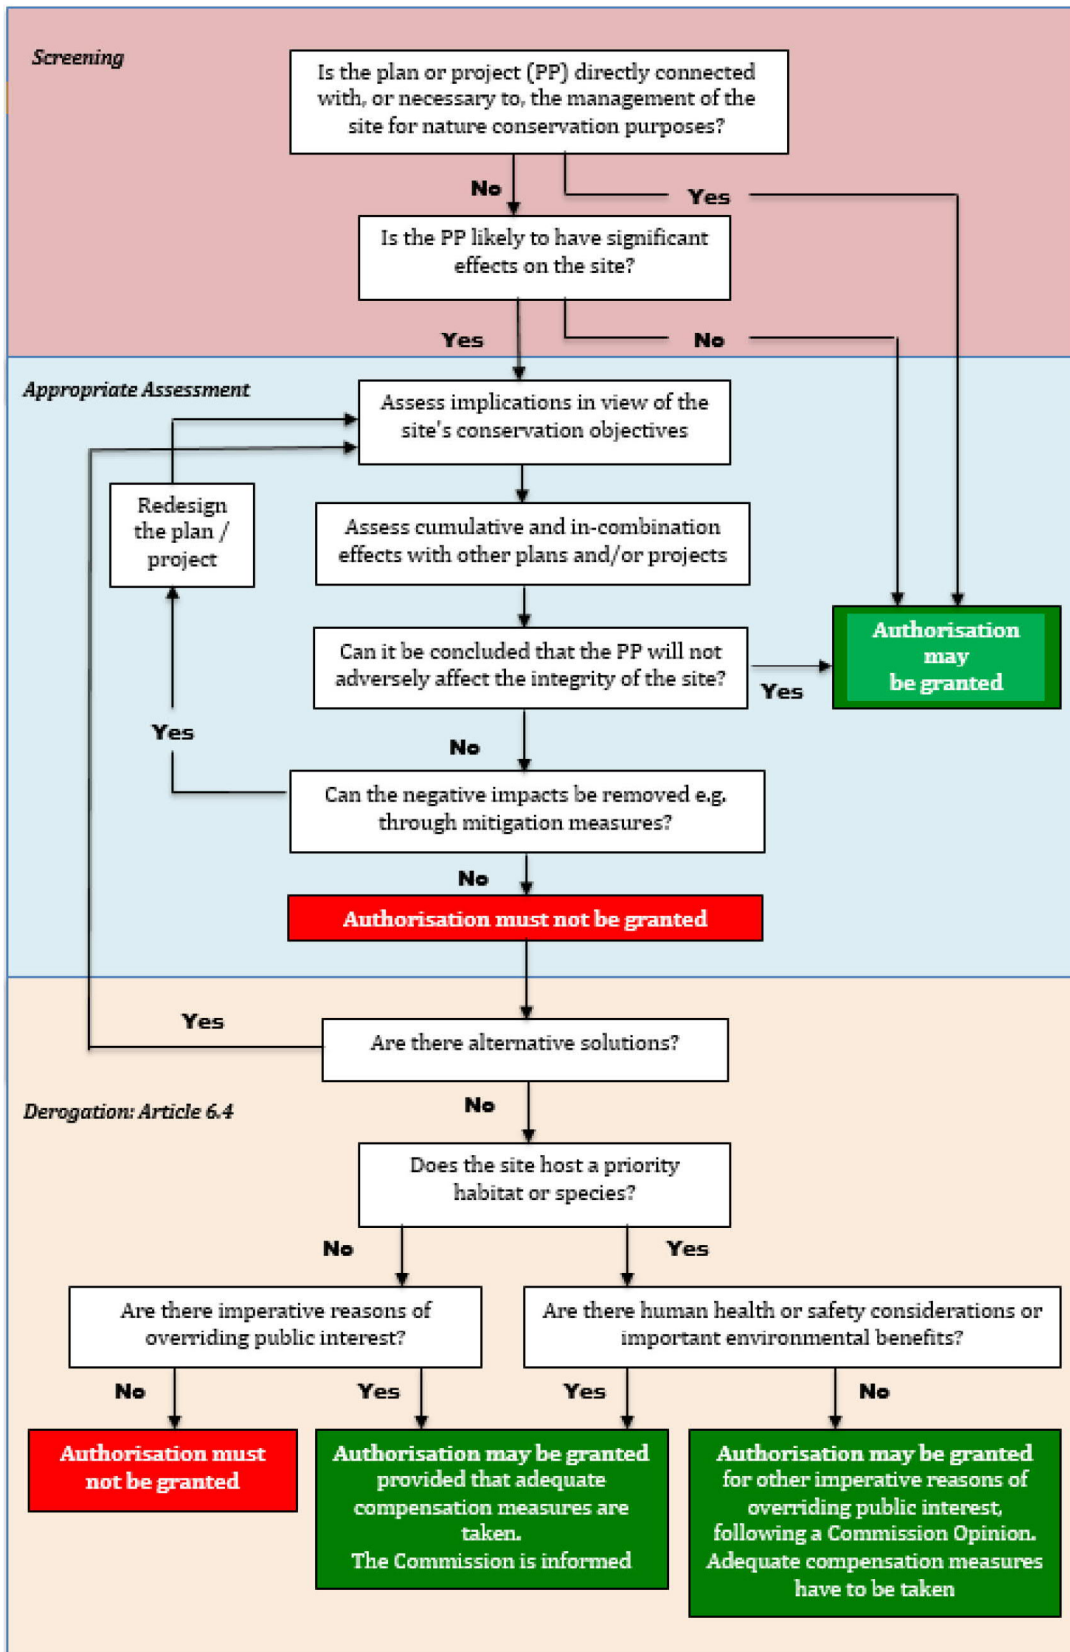 Screening
Is the plan or project (PP) directly connected
with, or necessary to, the management of the
site for nature conservation purposes?
No
Yes
Is the PP likely to have significant
effects on the site?
Yes
No
Appropriate Assessment
Assess implications in view of the
site's conservation objectives
Redesign
the plan /
project
Assess cumulative and in-combination
effects with other plans and/or projects
Can it be concluded that the PP will not
adversely affect the integrity of the site?
Yes
Authorisation
may
be granted
Yes
No
Can the negative impacts be removed e.g.
through mitigation measures?
No
Authorisation must not be granted
Yes
Are there alternative solutions?
No
Derogation: Article 6.4
Does the site host a priority
habitat or species?
No
Yes
Are there imperative reasons of
overriding public interest?
Are there human health or safety considerations or
important environmental benefits?
No
Yes
Yes
No
Authorisation must
not be granted
Authorisation may be granted
provided that adequate
compensation measures are
taken.
The Commission is informed
Authorisation may be granted
for other imperative reasons of
overriding public interest,
following a Commission Opinion.
Adequate compensation measures
have to be taken